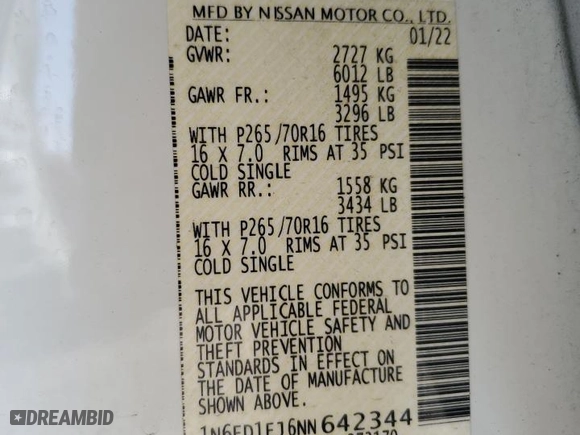 MFD BY NISSAN MOTOR CO., LTD.
DATE: 01/22
GVWR: 2727 KG
6012 LB
GAWR FR.: 1495 KG
3296 LB
WITH P265/70R16 TIRES
16 X 7.0 RIMS AT 35 PSI
COLD SINGLE
GAWR RR.: 1558 KG
3434 LB
WITH P265/70R16 TIRES
16 X 7.0 RIMS AT 35 PSI
COLD SINGLE
THIS VEHICLE CONFORMS TO
ALL APPLICABLE FEDERAL
MOTOR VEHICLE SAFETY AND
THEFT PREVENTION
STANDARDS IN EFFECT ON
THE DATE OF MANUFACTURE
SHOWN ABOVE.
1N6ED1EJ6NN642344
DREAMBID